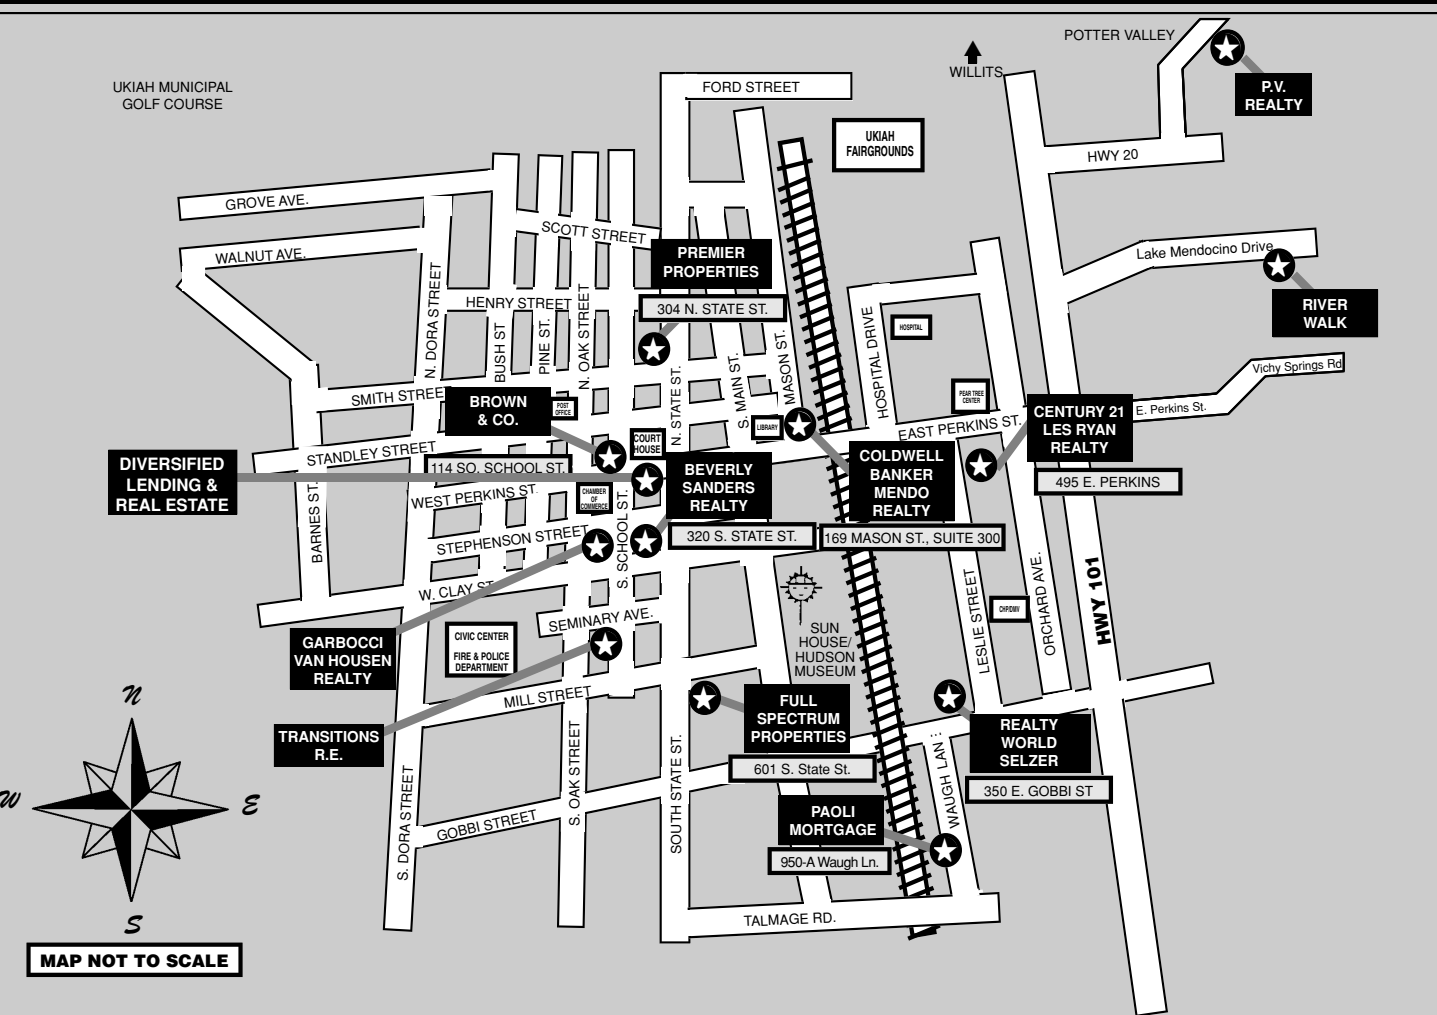 UKIAH MUNICIPAL
GOLF COURSE
POTTER VALLEY
WILLITS
P.V.
REALTY
FORD STREET
UKIAH
FAIRGROUNDS
HWY 20
GROVE AVE.
SCOTT STREET
WALNUT AVE.
Lake Mendocino Drive
PREMIER
PROPERTIES
304 N. STATE ST.
RIVER
WALK
N. DORA STREET
HENRY STREET
BUSH ST
PINE ST.
N. OAK STREET
HOSPITAL
HOSPITAL DRIVE
N. STATE ST.
S. MAIN ST.
MASON ST.
Vichy Springs Rd
SMITH STREET
BROWN
& CO.
POST
OFFICE
PEAR TREE
CENTER
E. Perkins St.
CENTURY 21
LES RYAN
REALTY
495 E. PERKINS
LIBRARY
EAST PERKINS ST.
COURT
HOUSE
STANDLEY STREET
114 SO. SCHOOL ST.
DIVERSIFIED
LENDING &
REAL ESTATE
BEVERLY
SANDERS
REALTY
320 S. STATE ST.
COLDWELL
BANKER
MENDO
REALTY
169 MASON ST., SUITE 300
WEST PERKINS ST.
CHAMBER
OF
COMMERCE
BARNES ST.
STEPHENSON STREET
S. SCHOOL ST.
W. CLAY ST
SEMINARY AVE.
CIVIC CENTER
FIRE & POLICE
DEPARTMENT
SUN
HOUSE/
HUDSON
MUSEUM
LESLIE STREET
CHP/DMV
ORCHARD AVE.
HWY 101
GARBOCCI
VAN HOUSEN
REALTY
MILL STREET
TRANSITIONS
R.E.
FULL
SPECTRUM
PROPERTIES
601 S. State St.
REALTY
WORLD
SELZER
350 E. GOBBI ST
S. DORA STREET
GOBBI STREET
S. OAK STREET
SOUTH STATE ST.
WAUGH LANE
PAOLI
MORTGAGE
950-A Waugh Ln.
TALMAGE RD.
N
W
E
S
MAP NOT TO SCALE